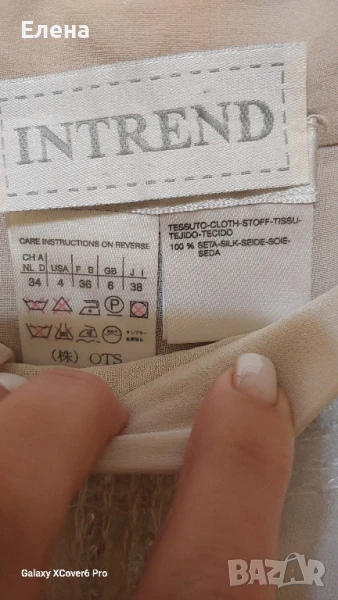 Елена
INTREND
CARE INSTRUCTIONS ON REVERSE
CH A USA F B GB J I
NL D
34 4 36 6 38
P
(株) OTS
TESSUTO-CLOTH-STOFF-TISSU-
TEJIDO-TECIDO
100 % SETA-SILK-SEIDE-SOIE-
SEDA
Galaxy XCover6 Pro
BAZAR